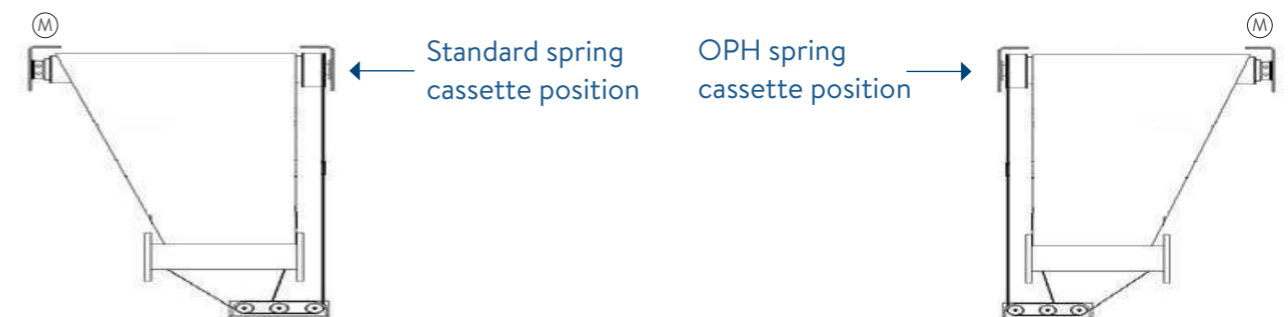 M
M
Standard spring
cassette position
OPH spring
cassette position